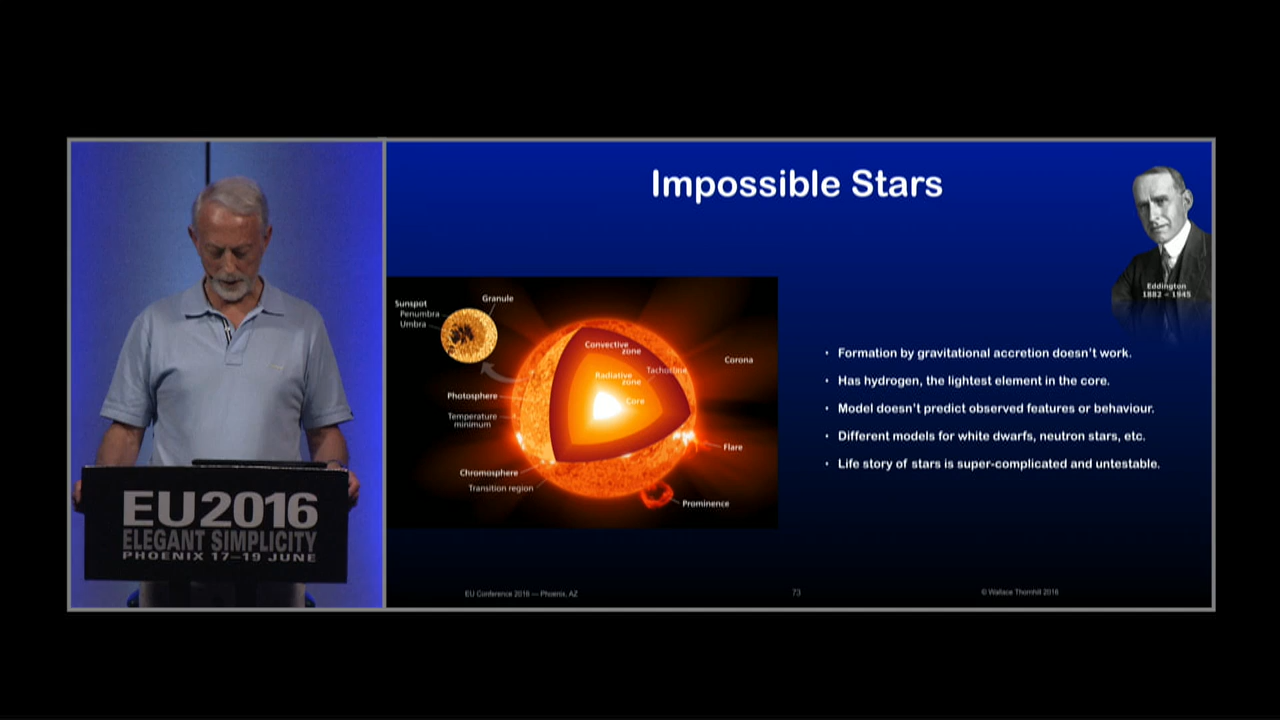 Impossible Stars
Eddington
1882 – 1945
Sunspot
Penumbra
Umbra
Granule
Convective
zone
Radiative
zone
Tachocline
Core
Corona
Photosphere
Temperature
minimum
Flare
Chromosphere
Transition region
Prominence
• Formation by gravitational accretion doesn't work.
• Has hydrogen, the lightest element in the core.
• Model doesn't predict observed features or behaviour.
• Different models for white dwarfs, neutron stars, etc.
• Life story of stars is super-complicated and untestable.
EU2016
ELEGANT SIMPLICITY
PHOENIX 17–19 JUNE
EU Conference 2016 — Phoenix, AZ
73
© Wallace Thornhill 2016